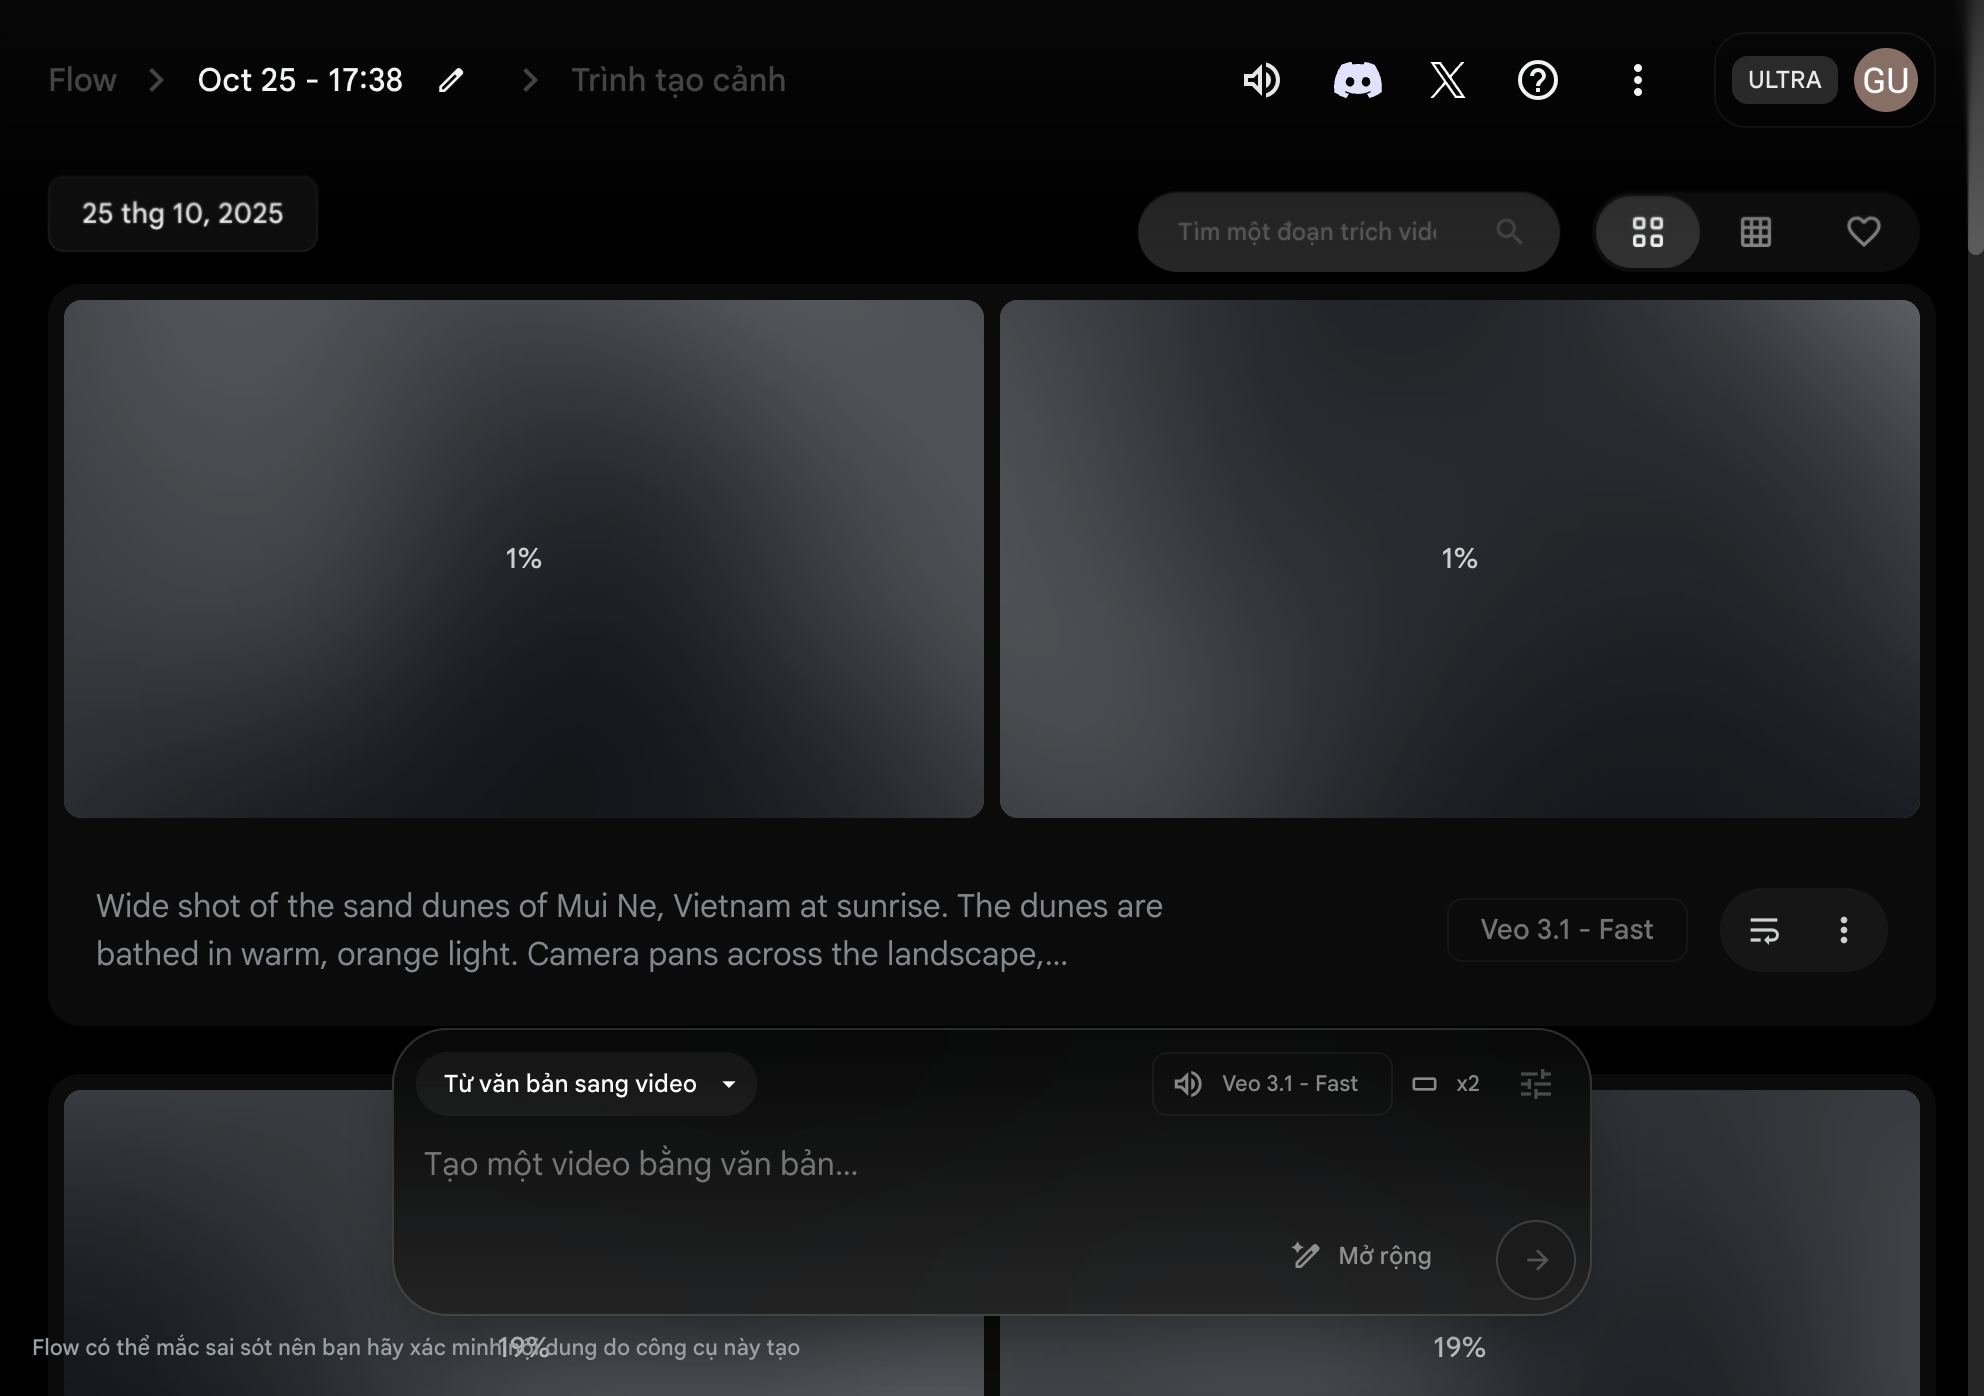 Flow
Oct 25 - 17:38
Trình tạo cảnh
ULTRA
GU
25 thg 10, 2025
Tìm một đoạn trích
1%
1%
Wide shot of the sand dunes of Mui Ne, Vietnam at sunrise. The dunes are
bathed in warm, orange light. Camera pans across the landscape,...
Veo 3.1 - Fast
Từ văn bản sang video
Veo 3.1 - Fast
x2
Tạo một video bằng văn bản...
Mở rộng
Flow có thể mắc sai sót nên bạn hãy xác minh nội dung do công cụ này tạo
19%
19%